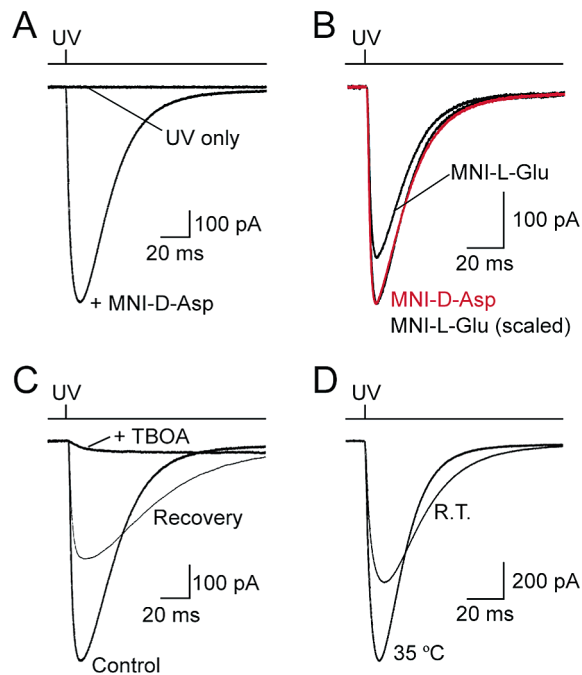 A
UV
UV only
100 pA
20 ms
+ MNI-D-Asp
B
UV
MNI-L-Glu
100 pA
20 ms
MNI-D-Asp
MNI-L-Glu (scaled)
C
UV
+ TBOA
Recovery
100 pA
20 ms
Control
D
UV
R.T.
200 pA
20 ms
35 ºC